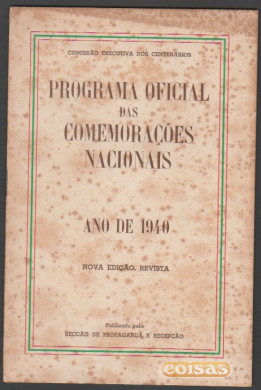 COMISSÃO EXECUTIVA DOS CENTENÁRIOS
PROGRAMA OFICIAL
DAS
COMEMORAÇÕES
NACIONAIS
ANO DE 1940
NOVA EDIÇÃO, REVISTA
Publicado pela
SECÇÃO DE PROPAGANDA E RECEPÇÃO
coisas